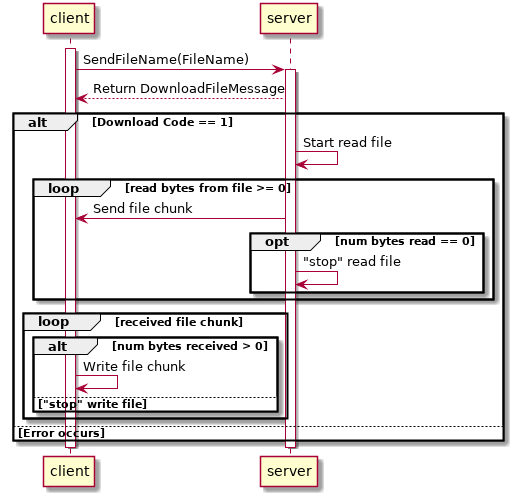 client server
SendFileName(FileName)
Return DownloadFileMessage
alt [Download Code == 1]
Start read file
loop [read bytes from file >= 0]
Send file chunk
opt [num bytes read == 0]
"stop" read file
loop [received file chunk]
alt [num bytes received > 0]
Write file chunk
["stop" write file]
[Error occurs]
client server